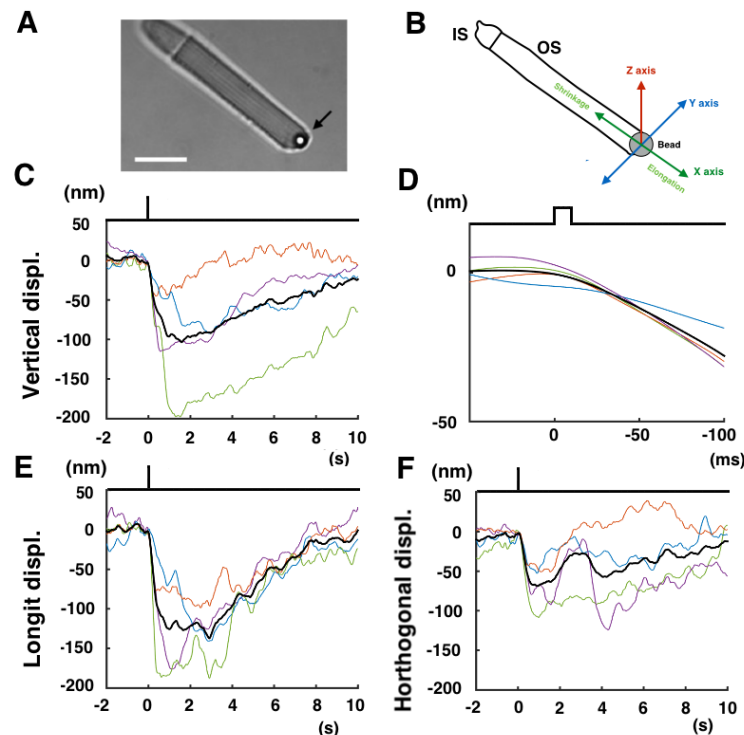 A
B
IS
OS
Z axis
Y axis
Shrinkage
Bead
X axis
Elongation
C
(nm)
50
0
-50
-100
-150
-200
Vertical displ.
-2 0 2 4 6 8 10
(s)
D
(nm)
0
-50
0 -50 -100
(ms)
E
(nm)
50
0
-50
-100
-150
-200
Longit displ.
-2 0 2 4 6 8 10
(s)
F
(nm)
50
0
-50
-100
-150
-200
Horthogonal displ.
-2 0 2 4 6 8 10
(s)